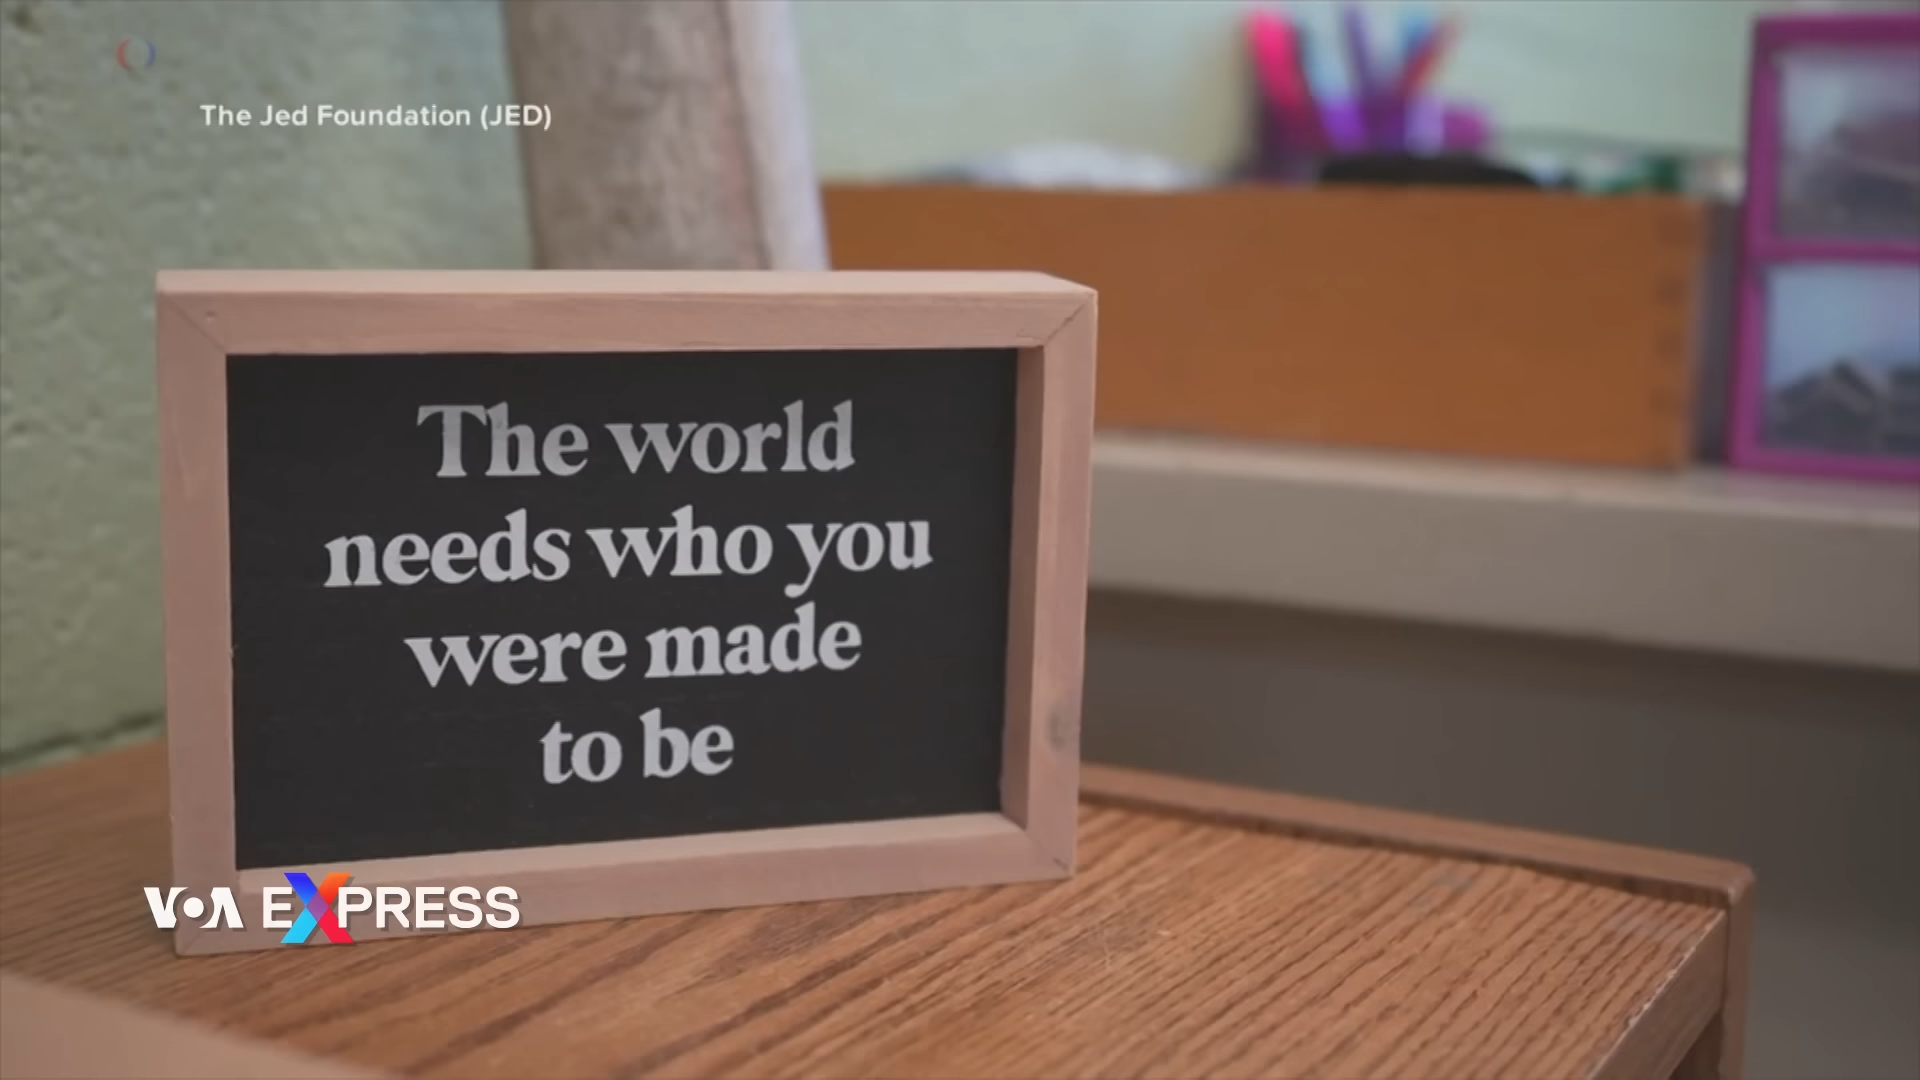 The Jed Foundation (JED)
The world
needs who you
were made
to be
VOA EXPRESS